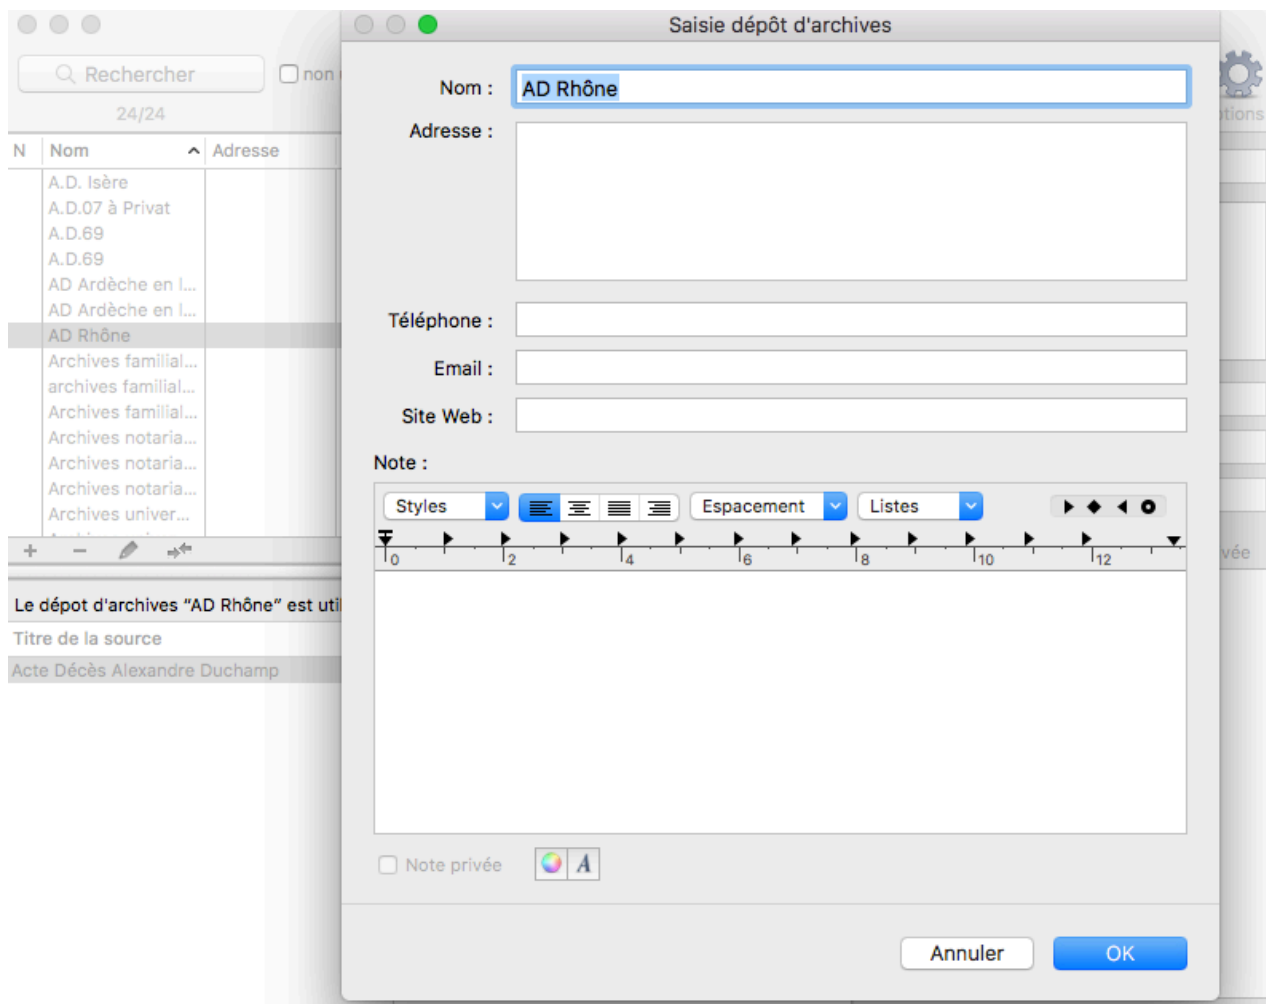 Saisie dépôt d'archives
Rechercher
non
24/24
N Nom Adresse
A.D. Isère
A.D.07 à Privat
A.D.69
A.D.69
AD Ardèche en l...
AD Ardèche en l...
AD Rhône
Archives familial...
archives familial...
Archives familial...
Archives notaria...
Archives notaria...
Archives notaria...
Archives univer...
Le dépot d'archives "AD Rhône" est uti
Titre de la source
Acte Décès Alexandre Duchamp
Nom : AD Rhône
Adresse :
Téléphone :
Email :
Site Web :
Note :
Styles Espacement Listes
0 2 4 6 8 10 12
Note privée A
Annuler OK
tions
vée